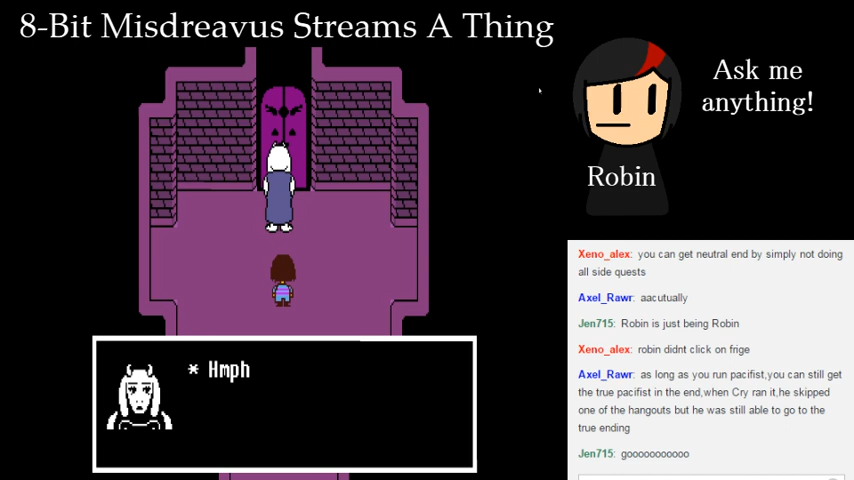 8-Bit Misdreavus Streams A Thing
Ask me
anything!
Robin
* Hmph
Xeno_alex: you can get neutral end by simply not doing
all side quests
Axel_Rawr: aacutually
Jen715: Robin is just being Robin
Xeno_alex: robin didnt click on frige
Axel_Rawr: as long as you run pacifist,you can still get
the true pacifist in the end,when Cry ran it,he skipped
one of the hangouts but he was still able to go to the
true ending
Jen715: gooooooooooo